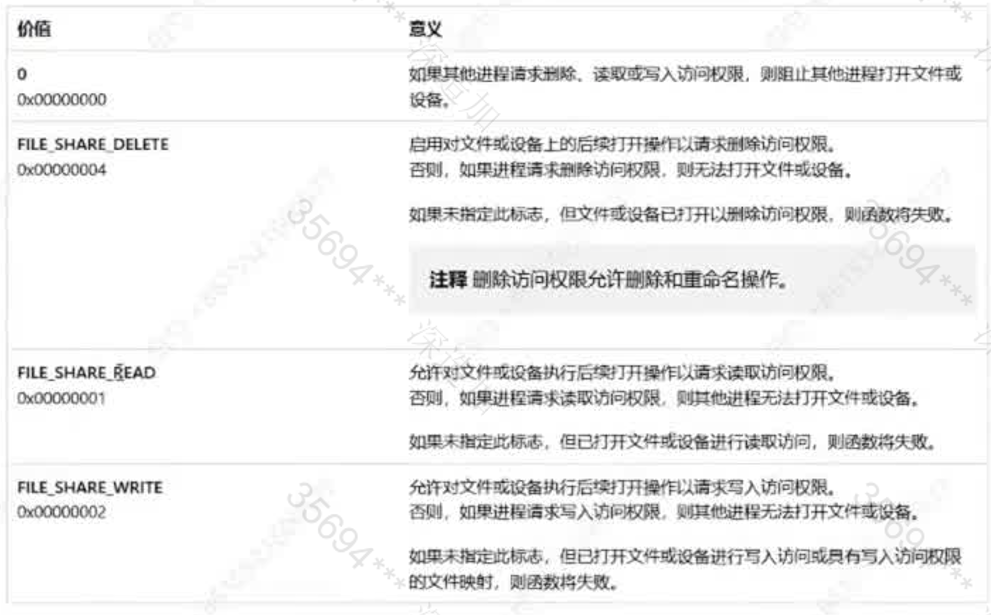 价值 意义
0 如果其他进程请求删除、读取或写入访问权限，则阻止其他进程打开文件或
0x00000000 设备。
FILE_SHARE_DELETE 启用对文件或设备上的后续打开操作以请求删除访问权限。
0x00000004 否则，如果进程请求删除访问权限，则无法打开文件或设备。
如果未指定此标志，但文件或设备已打开以删除访问权限，则函数将失败。
注释 删除访问权限允许删除和重命名操作。
FILE_SHARE_READ 允许对文件或设备执行后续打开操作以请求读取访问权限。
0x00000001 否则，如果进程请求读取访问权限，则其他进程无法打开文件或设备。
如果未指定此标志，但已打开文件或设备进行读取访问，则函数将失败。
FILE_SHARE_WRITE 允许对文件或设备执行后续打开操作以请求写入访问权限。
0x00000002 否则，如果进程请求写入访问权限，则其他进程无法打开文件或设备。
如果未指定此标志，但已打开文件或设备进行写入访问或具有写入访问权限
的文件映射，则函数将失败。
深造加
35694***
35694***
深造加
35694***
3569